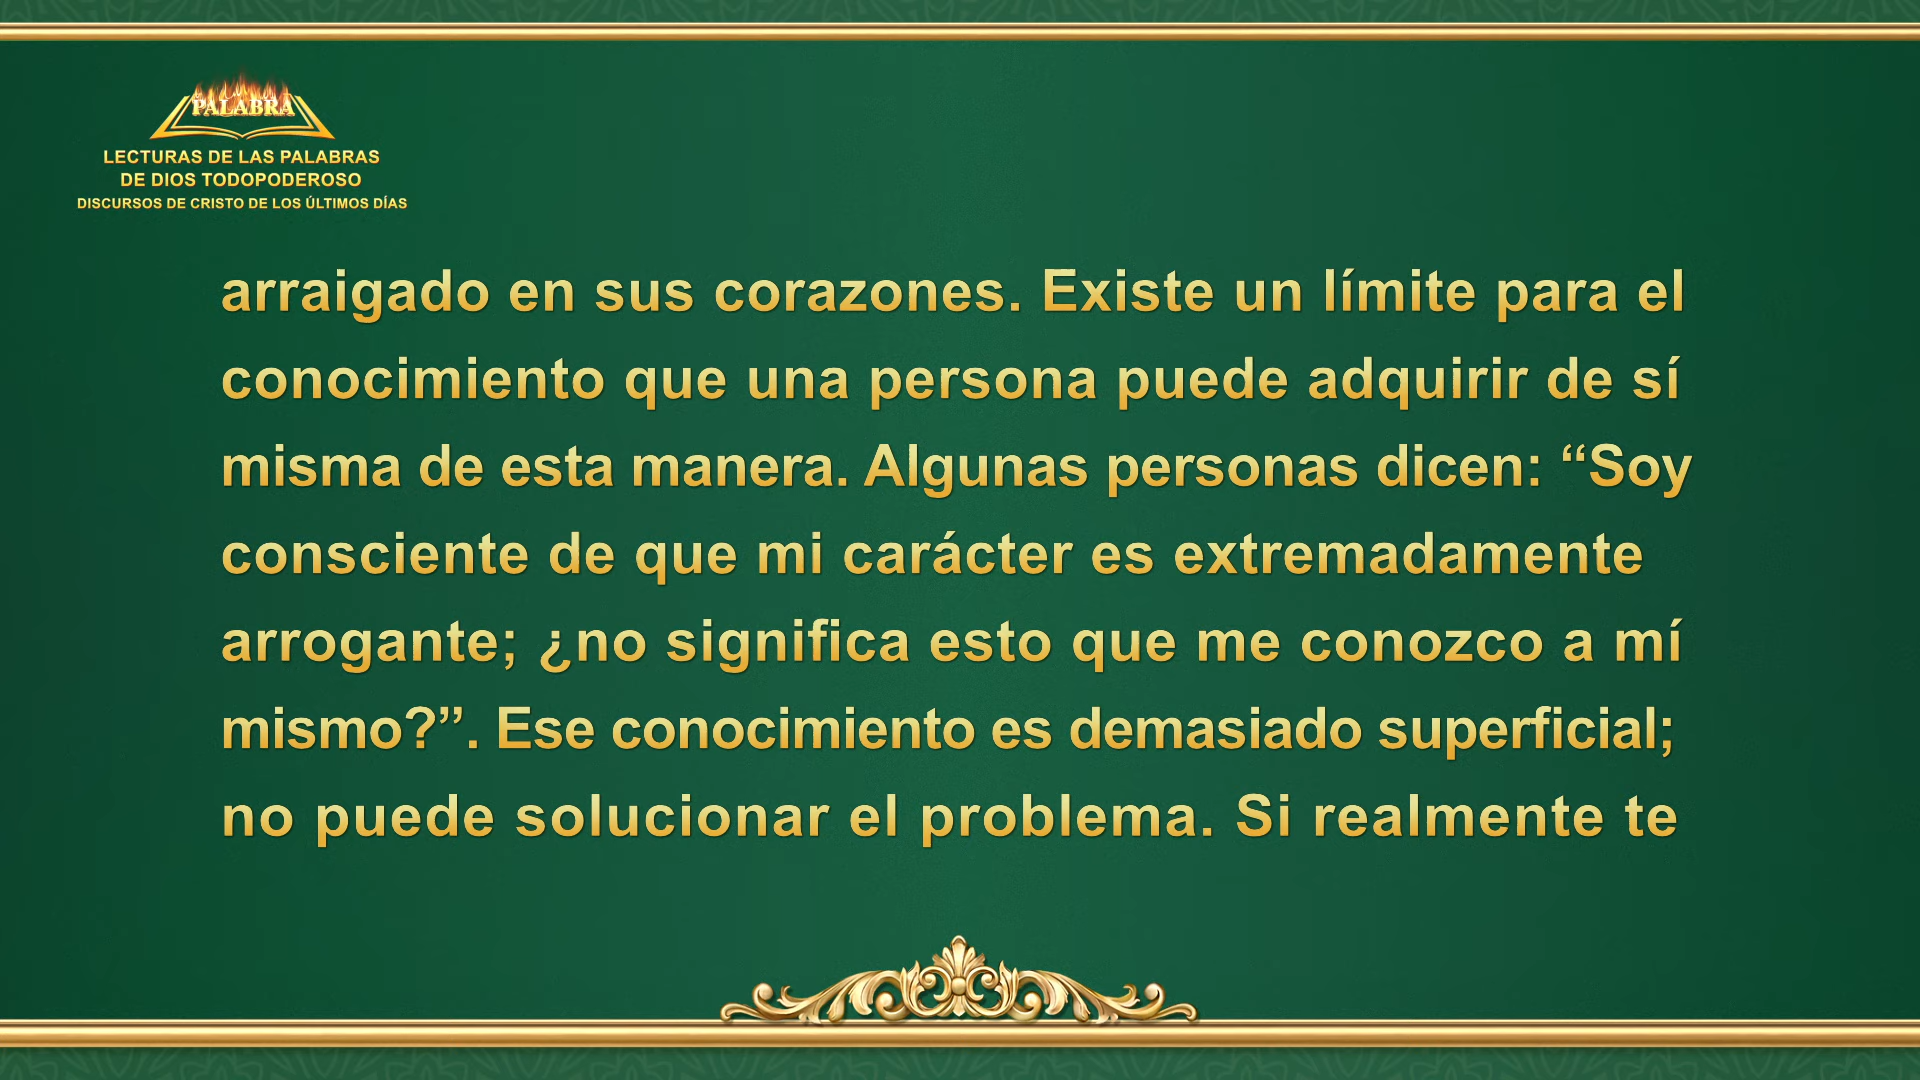 PALABRA
LECTURAS DE LAS PALABRAS
DE DIOS TODOPODEROSO
DISCURSOS DE CRISTO DE LOS ÚLTIMOS DÍAS
arraigado en sus corazones. Existe un límite para el
conocimiento que una persona puede adquirir de sí
misma de esta manera. Algunas personas dicen: “Soy
consciente de que mi carácter es extremadamente
arrogante; ¿no significa esto que me conozco a mí
mismo?”. Ese conocimiento es demasiado superficial;
no puede solucionar el problema. Si realmente te